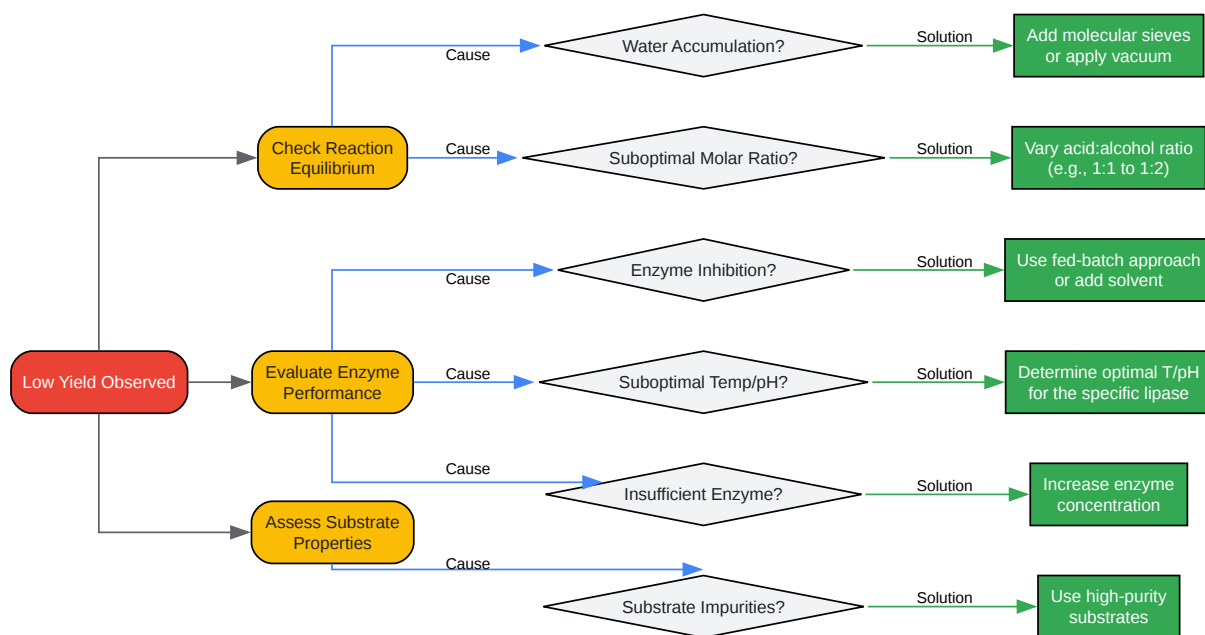 Water Accumulation?
Cause
Solution
Add molecular sieves
or apply vacuum
Check Reaction
Equilibrium
Cause
Suboptimal Molar Ratio?
Solution
Vary acid:alcohol ratio
(e.g., 1:1 to 1:2)
Cause
Enzyme Inhibition?
Solution
Use fed-batch approach
or add solvent
Low Yield Observed
Evaluate Enzyme
Performance
Cause
Suboptimal Temp/pH?
Solution
Determine optimal T/pH
for the specific lipase
Cause
Insufficient Enzyme?
Solution
Increase enzyme
concentration
Assess Substrate
Properties
Cause
Substrate Impurities?
Solution
Use high-purity
substrates